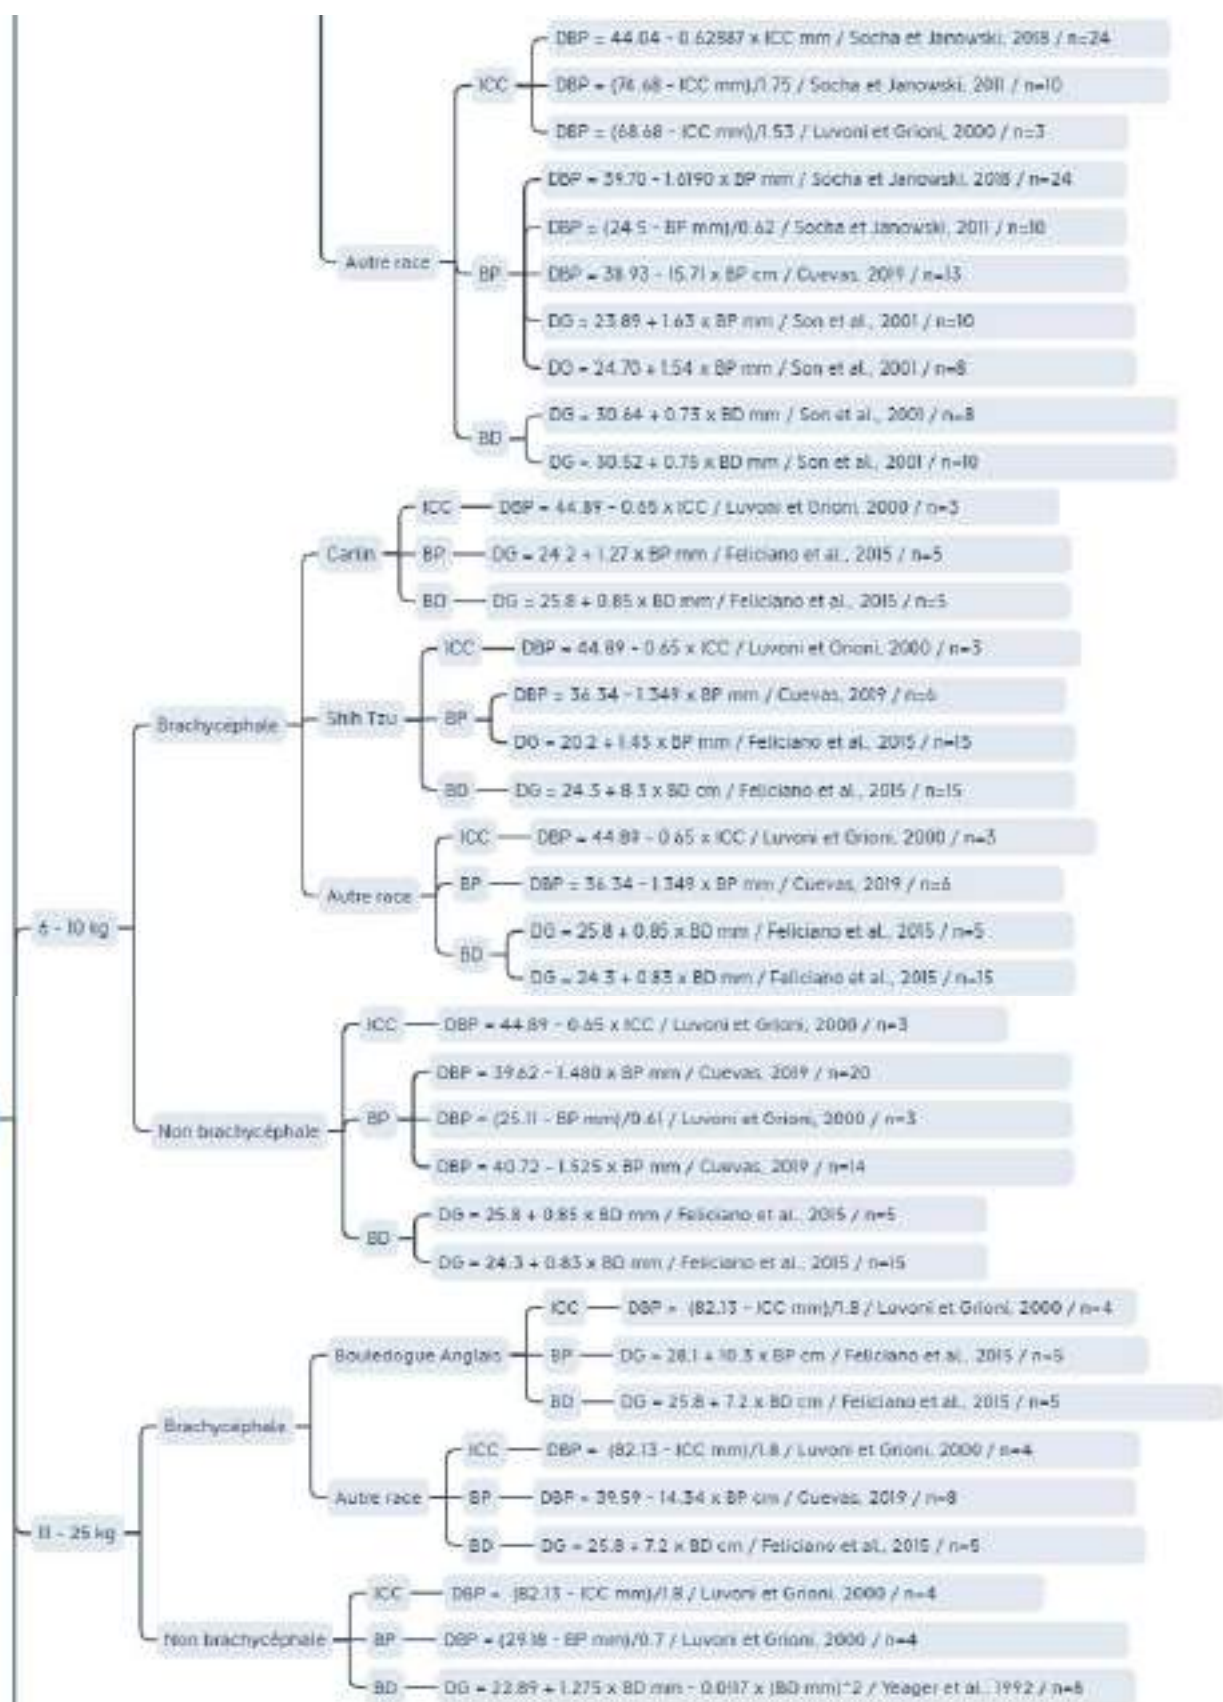 DBP = 44.04 - 0.62887 x ICC mm / Socha et Janowski, 2018 / n=24
ICC
DBP = (74.68 - ICC mm)/1.75 / Socha et Janowski, 2011 / n=10
DBP = (68.68 - ICC mm)/1.53 / Luvoni et Grioni, 2000 / n=3
DBP = 39.70 - 1.6190 x BP mm / Socha et Janowski, 2018 / n=24
DBP = (24.5 - BP mm)/0.62 / Socha et Janowski, 2011 / n=10
Autre race
BP
DBP = 38.93 - 15.71 x BP cm / Cuevas, 2019 / n=13
DG = 23.89 + 1.63 x BP mm / Son et al., 2001 / n=10
DG = 24.70 + 1.54 x BP mm / Son et al., 2001 / n=8
DG = 30.64 + 0.73 x BD mm / Son et al., 2001 / n=8
BD
DG = 30.52 + 0.75 x BD mm / Son et al., 2001 / n=10
ICC
DBP = 44.89 - 0.65 x ICC / Luvoni et Grioni, 2000 / n=3
Carlin
BP
DG = 24.2 + 1.27 x BP mm / Feliciano et al., 2015 / n=5
BD
DG = 25.8 + 0.85 x BD mm / Feliciano et al., 2015 / n=5
ICC
DBP = 44.89 - 0.65 x ICC / Luvoni et Grioni, 2000 / n=3
DBP = 36.34 - 1.349 x BP mm / Cuevas, 2019 / n=6
Brachycéphale
Shih Tzu
BP
DG = 20.2 + 1.45 x BP mm / Feliciano et al., 2015 / n=15
BD
DG = 24.3 + 8.3 x BD cm / Feliciano et al., 2015 / n=15
ICC
DBP = 44.89 - 0.65 x ICC / Luvoni et Grioni, 2000 / n=3
BP
DBP = 36.34 - 1.349 x BP mm / Cuevas, 2019 / n=6
Autre race
6 - 10 kg
DG = 25.8 + 0.85 x BD mm / Feliciano et al., 2015 / n=5
BD
DG = 24.3 + 0.83 x BD mm / Feliciano et al., 2015 / n=15
ICC
DBP = 44.89 - 0.65 x ICC / Luvoni et Grioni, 2000 / n=3
DBP = 39.62 - 1.480 x BP mm / Cuevas, 2019 / n=20
Non brachycéphale
BP
DBP = (25.11 - BP mm)/0.61 / Luvoni et Grioni, 2000 / n=3
DBP = 40.72 - 1.525 x BP mm / Cuevas, 2019 / n=14
DG = 25.8 + 0.85 x BD mm / Feliciano et al., 2015 / n=5
BD
DG = 24.3 + 0.83 x BD mm / Feliciano et al., 2015 / n=15
ICC
DBP = (82.13 - ICC mm)/1.8 / Luvoni et Grioni, 2000 / n=4
Bouledogue Anglais
BP
DG = 28.1 + 10.3 x BP cm / Feliciano et al., 2015 / n=5
BD
DG = 25.8 + 7.2 x BD cm / Feliciano et al., 2015 / n=5
Brachycéphale
ICC
DBP = (82.13 - ICC mm)/1.8 / Luvoni et Grioni, 2000 / n=4
Autre race
BP
DBP = 39.59 - 14.34 x BP cm / Cuevas, 2019 / n=8
11 - 25 kg
BD
DG = 25.8 + 7.2 x BD cm / Feliciano et al., 2015 / n=5
ICC
DBP = (82.13 - ICC mm)/1.8 / Luvoni et Grioni, 2000 / n=4
Non brachycéphale
BP
DBP = (29.18 - BP mm)/0.7 / Luvoni et Grioni, 2000 / n=4
BD
DG = 22.89 + 1.275 x BD mm - 0.0117 x (BD mm)^2 / Yeager et al., 1992 / n=8